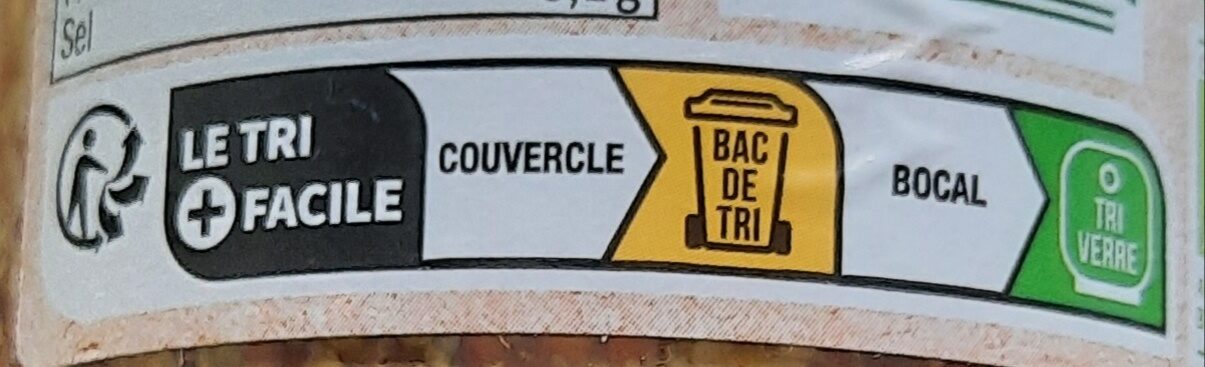 Sel
LE TRI
+ FACILE
COUVERCLE
BAC
DE
TRI
BOCAL
TRI
VERRE